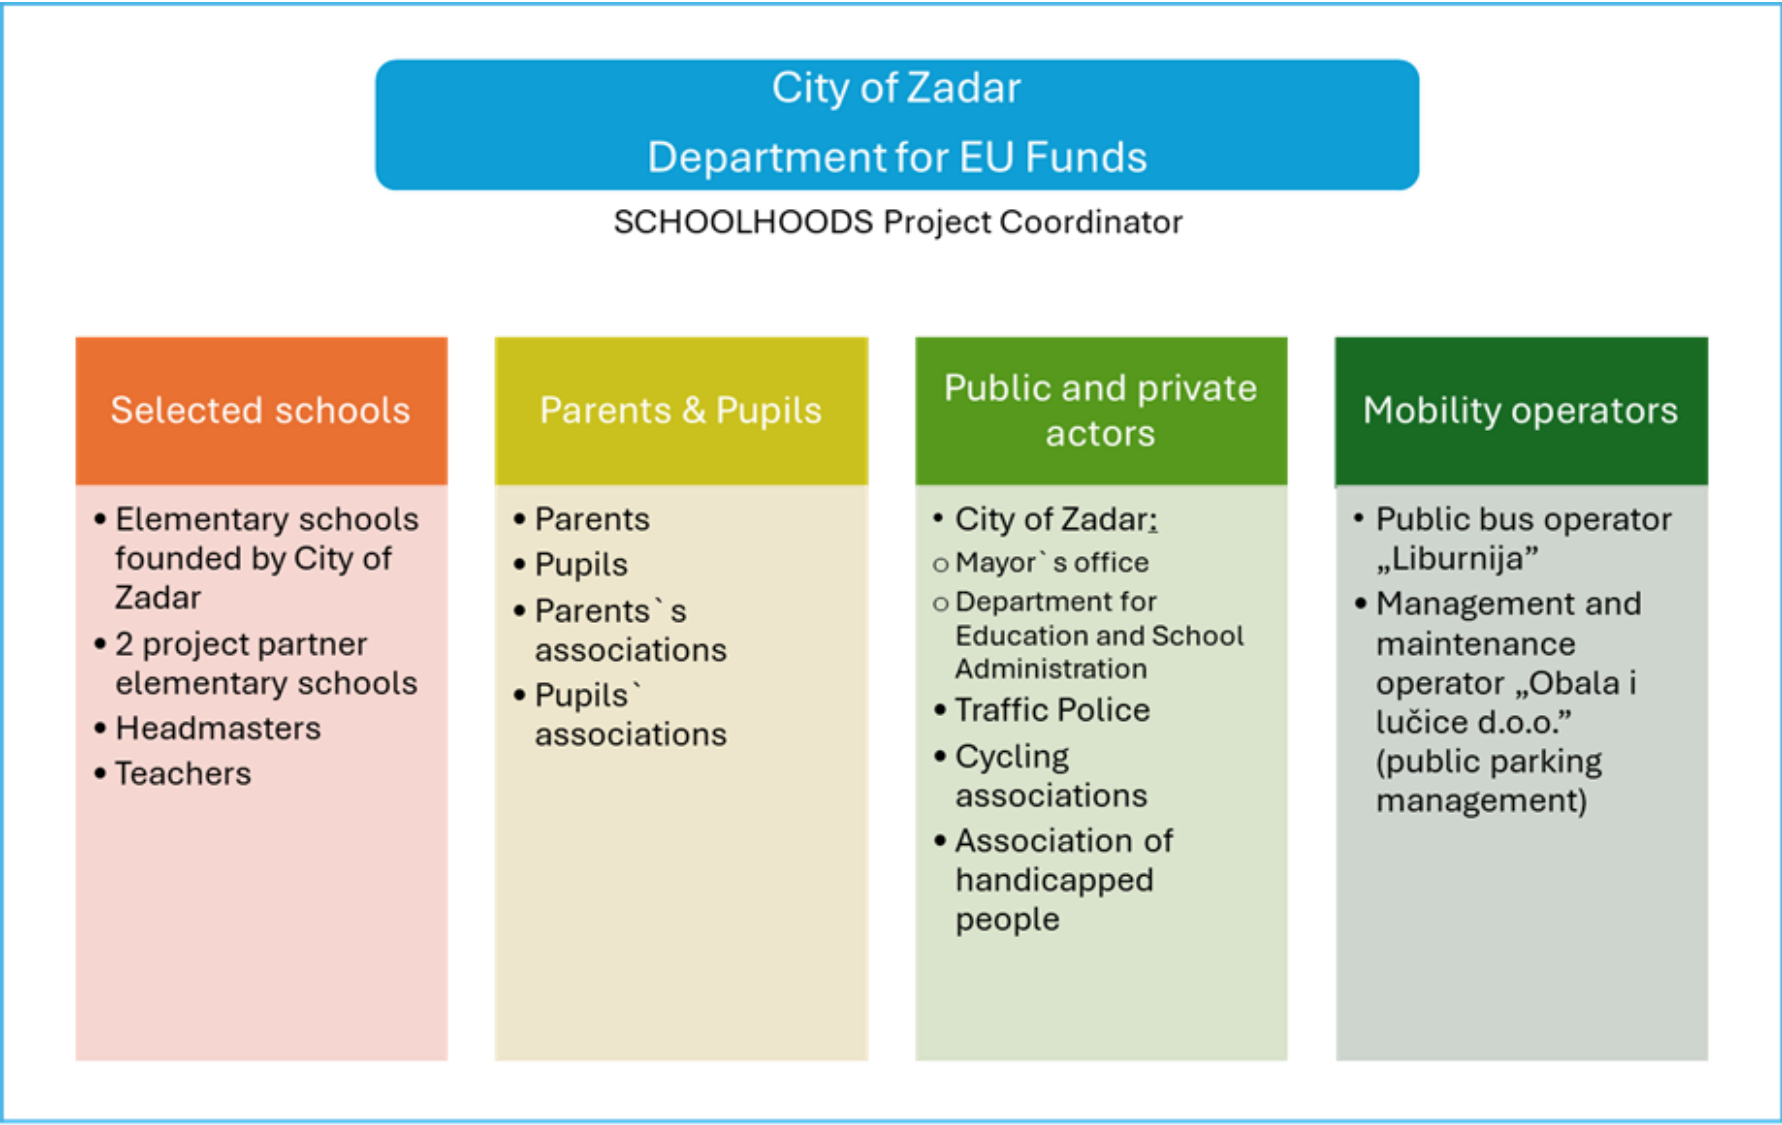 City of Zadar
Department for EU Funds
SCHOOLHOODS Project Coordinator
Selected schools
• Elementary schools
founded by City of
Zadar
• 2 project partner
elementary schools
• Headmasters
• Teachers
Parents & Pupils
• Parents
• Pupils
• Parents`s
associations
• Pupils`
associations
Public and private
actors
• City of Zadar:
o Mayor`s office
o Department for
Education and School
Administration
• Traffic Police
• Cycling
associations
• Association of
handicapped
people
Mobility operators
• Public bus operator
„Liburnija”
• Management and
maintenance
operator „Obala i
lučice d.o.o.”
(public parking
management)